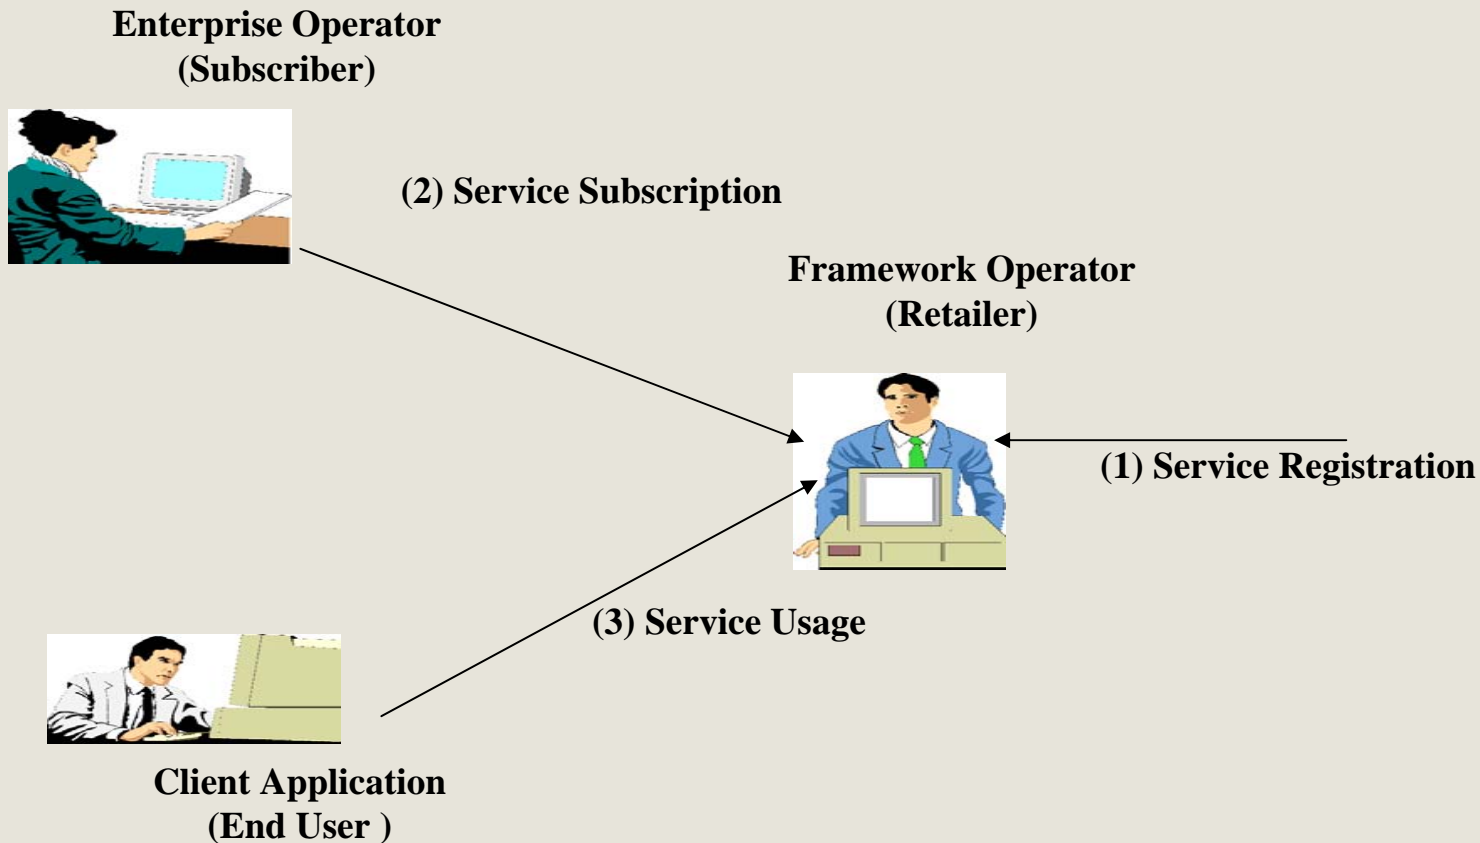 Enterprise Operator
(Subscriber)
(2) Service Subscription
Framework Operator
(Retailer)
(1) Service Registration
(3) Service Usage
Client Application
(End User )